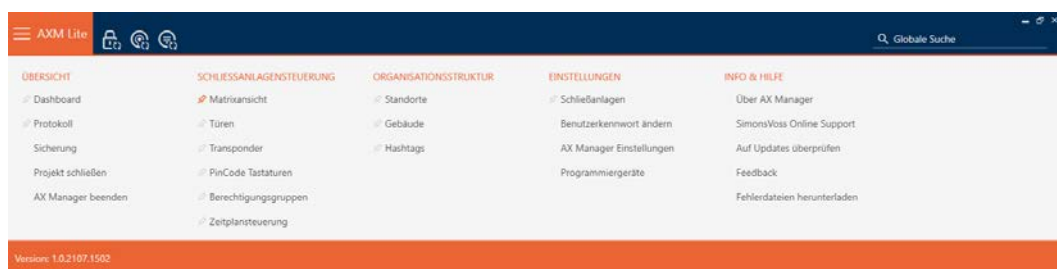 AXM Lite
Globale Suche
ÜBERSICHT
Dashboard
Protokoll
Sicherung
Projekt schließen
AX Manager beenden
SCHLIESSANLAGENSTEUERUNG
Matrixansicht
Türen
Transponder
PinCode Tastaturen
Berechtigungsgruppen
Zeitplansteuerung
ORGANISATIONSSTRUKTUR
Standorte
Gebäude
Hashtags
EINSTELLUNGEN
Schließanlagen
Benutzerkennwort ändern
AX Manager Einstellungen
Programmiergeräte
INFO & HILFE
Über AX Manager
SimonsVoss Online Support
Auf Updates überprüfen
Feedback
Fehlerdateien herunterladen
Version: 1.0.2107.1502